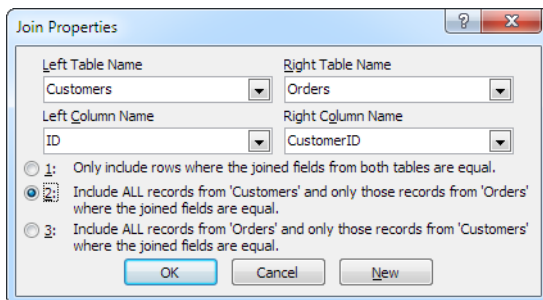 Join Properties
Left Table Name Right Table Name
Customers Orders
Left Column Name Right Column Name
ID CustomerID
1: Only include rows where the joined fields from both tables are equal.
2: Include ALL records from 'Customers' and only those records from 'Orders'
where the joined fields are equal.
3: Include ALL records from 'Orders' and only those records from 'Customers'
where the joined fields are equal.
OK Cancel New